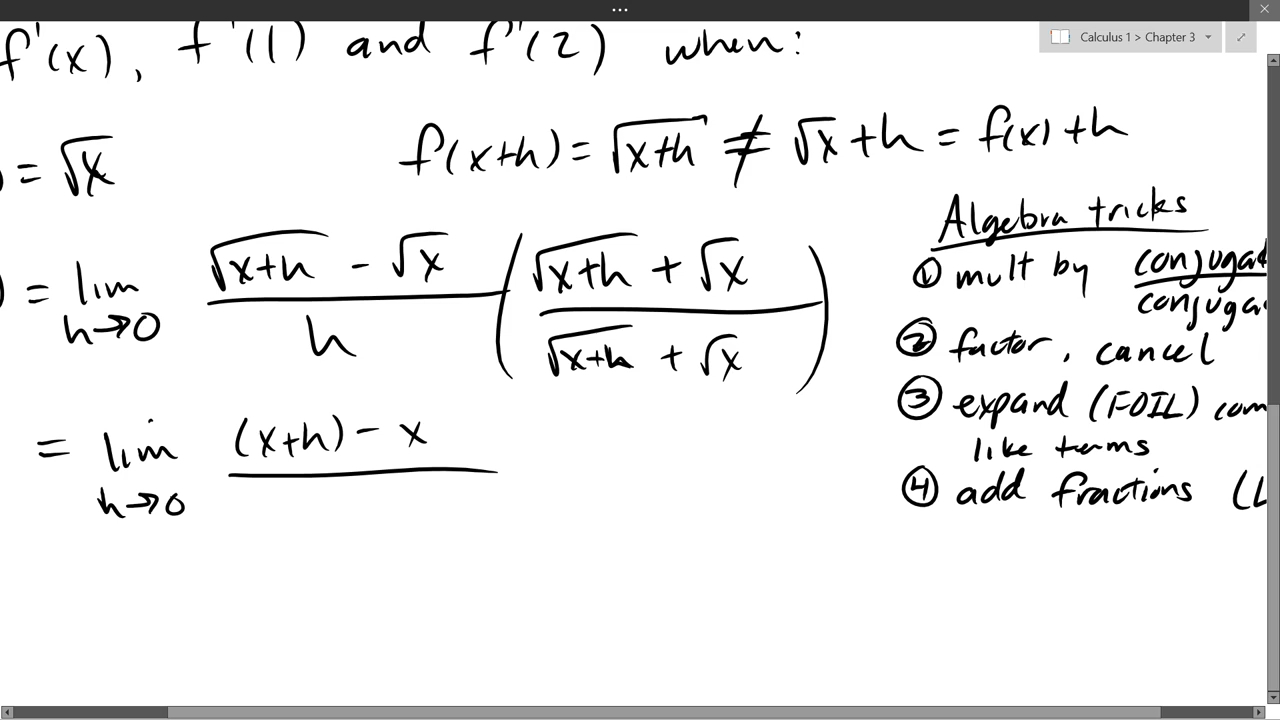 ...
Calculus 1 > Chapter 3
f'(x), f'(1) and f'(2) when:
= √x
f(x+h) = √(x+h) ≠ √x + h = f(x) + h
Algebra tricks
= lim h→0 (√(x+h) - √x)/h ((√(x+h) + √x)/(√(x+h) + √x))
① mult by conjugat/conjuga
② factor, cancel
③ expand (FOIL) com
like terms
④ add fractions (L
= lim h→0 (x+h) - x